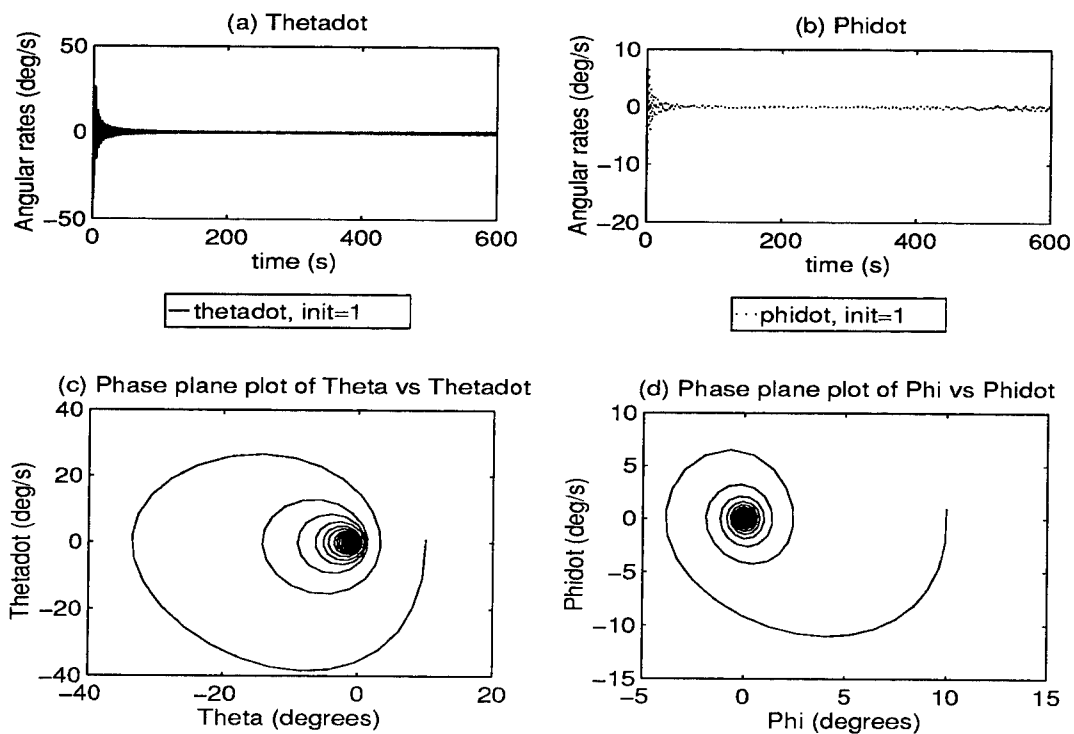 (a) Thetadot
50
0
−50
Angular rates (deg/s)
0 200 400 600
time (s)
thetadot, init=1
(b) Phidot
10
0
−10
−20
Angular rates (deg/s)
0 200 400 600
time (s)
phidot, init=1
(c) Phase plane plot of Theta vs Thetadot
40
20
0
−20
−40
Thetadot (deg/s)
−40 −20 0 20
Theta (degrees)
(d) Phase plane plot of Phi vs Phidot
10
5
0
−5
−10
−15
Phidot (deg/s)
−5 0 5 10 15
Phi (degrees)